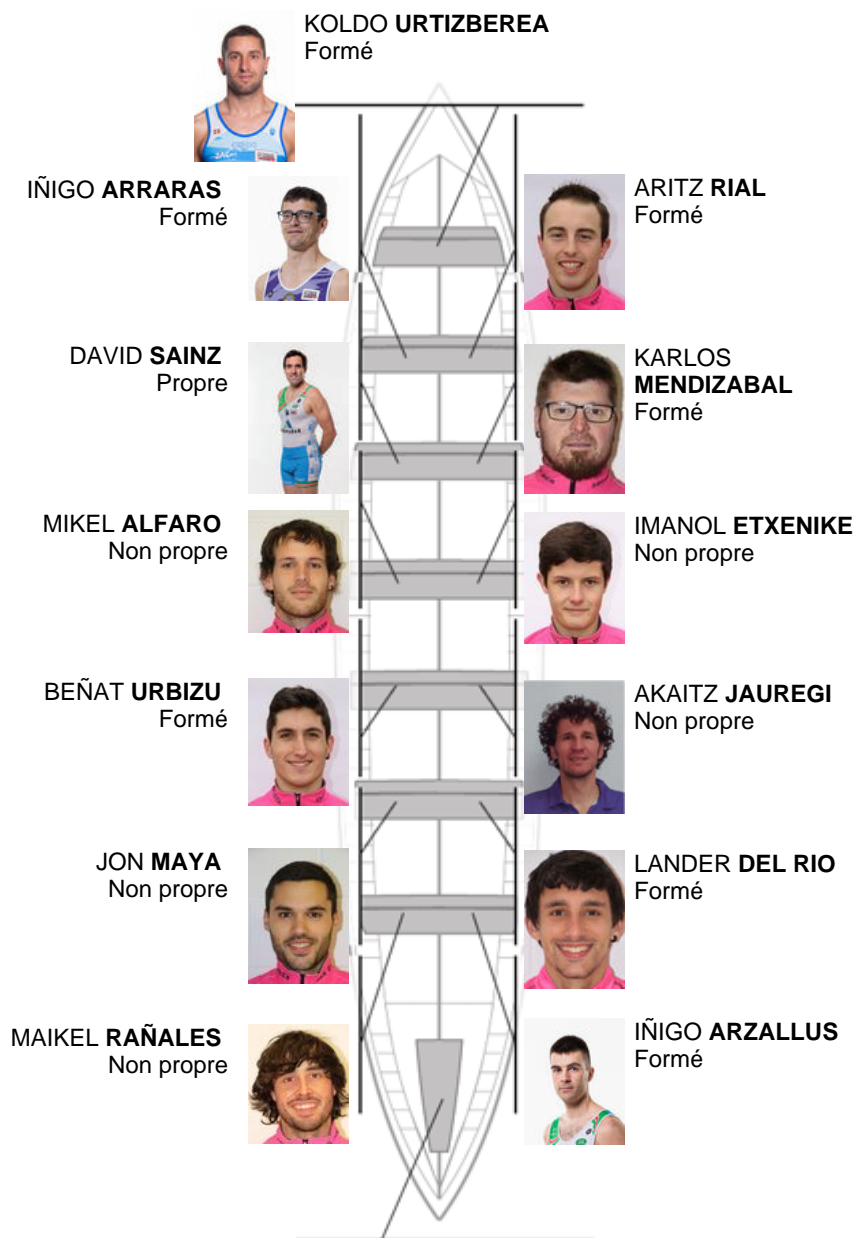 KOLDO URTIZBEREA
Formé
IÑIGO ARRARAS
Formé
ARITZ RIAL
Formé
DAVID SAINZ
Propre
KARLOS
MENDIZABAL
Formé
MIKEL ALFARO
Non propre
IMANOL ETXENIKE
Non propre
BEÑAT URBIZU
Formé
AKAITZ JAUREGI
Non propre
JON MAYA
Non propre
LANDER DEL RIO
Formé
MAIKEL RAÑALES
Non propre
IÑIGO ARZALLUS
Formé